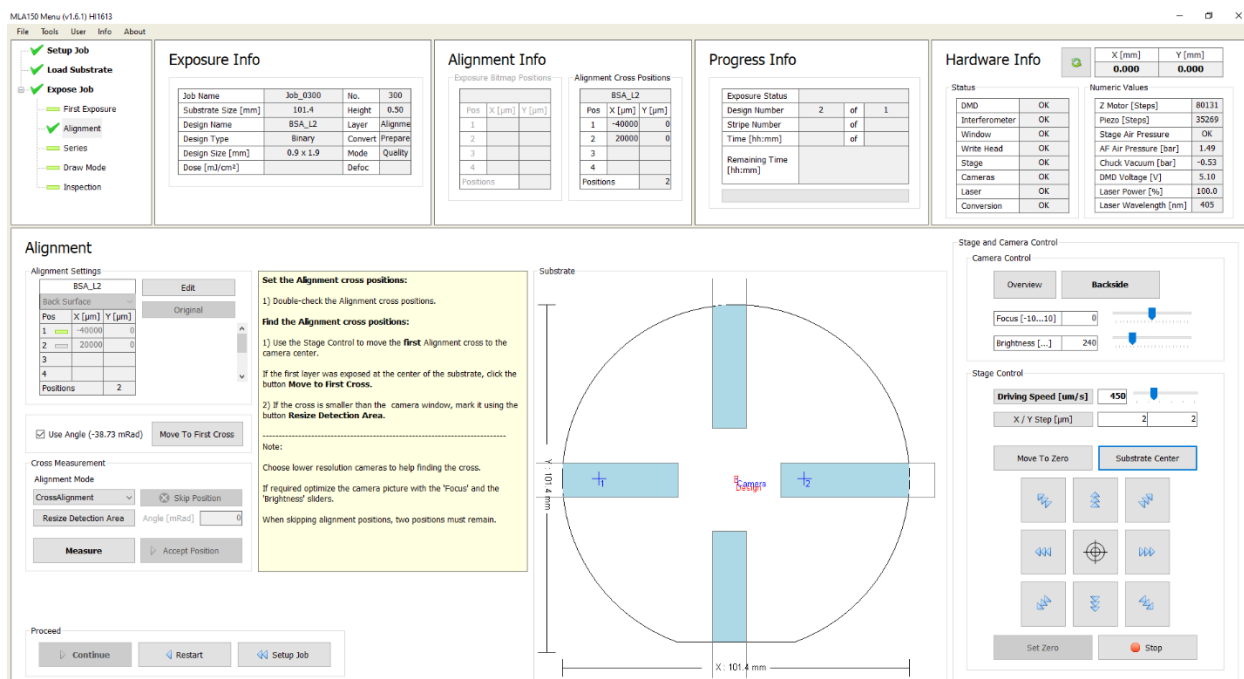 MLA150 Menu (v1.6.1) HI1613
File Tools User Info About
Setup Job
Load Substrate
Expose Job
First Exposure
Alignment
Series
Draw Mode
Inspection
Exposure Info
Job Name Job_0300 No. 300
Substrate Size [mm] 101.4 Height 0.50
Design Name BSA_L2 Layer Alignme
Design Type Binary Convert Prepare
Design Size [mm] 0.9 x 1.9 Mode Quality
Dose [mJ/cm²] Defoc
Alignment Info
Exposure Bitmap Positions
Pos X [µm] Y [µm]
1
2
3
4
Positions
Alignment Cross Positions
BSA_L2
Pos X [µm] Y [µm]
1 -40000 0
2 20000 0
3
4
Positions 2
Progress Info
Exposure Status
Design Number 2 of 1
Stripe Number of
Time [hh:mm] of
Remaining Time
[hh:mm]
Hardware Info
X [mm] Y [mm]
0.000 0.000
Status
DMD OK
Interferometer OK
Window OK
Write Head OK
Stage OK
Cameras OK
Laser OK
Conversion OK
Numeric Values
Z Motor [Steps] 80131
Piezo [Steps] 35269
Stage Air Pressure OK
AF Air Pressure [bar] 1.49
Chuck Vacuum [bar] -0.53
DMD Voltage [V] 5.10
Laser Power [%] 100.0
Laser Wavelength [nm] 405
Alignment
Alignment Settings
BSA_L2
Back Surface
Pos X [µm] Y [µm]
1 -40000 0
2 20000 0
3
4
Positions 2
Edit
Original
Use Angle (-38.73 mRad) Move To First Cross
Cross Measurement
Alignment Mode
CrossAlignment Skip Position
Resize Detection Area Angle [mRad] 0
Measure Accept Position
Proceed
Continue Restart Setup Job
Set the Alignment cross positions:
1) Double-check the Alignment cross positions.
Find the Alignment cross positions:
1) Use the Stage Control to move the first Alignment cross to the
camera center.
If the first layer was exposed at the center of the substrate, click the
button Move to First Cross.
2) If the cross is smaller than the camera window, mark it using the
button Resize Detection Area.
--------------------------------------------------------------------------------
Note:
Choose lower resolution cameras to help finding the cross.
If required optimize the camera picture with the 'Focus' and the
'Brightness' sliders.
When skipping alignment positions, two positions must remain.
Substrate
Y : 101.4 mm
1
Camera
Design
2
X : 101.4 mm
Stage and Camera Control
Camera Control
Overview Backside
Focus [-10...10] 0
Brightness [...] 240
Stage Control
Driving Speed [um/s] 450
X / Y Step [µm] 2 2
Move To Zero Substrate Center
Set Zero Stop